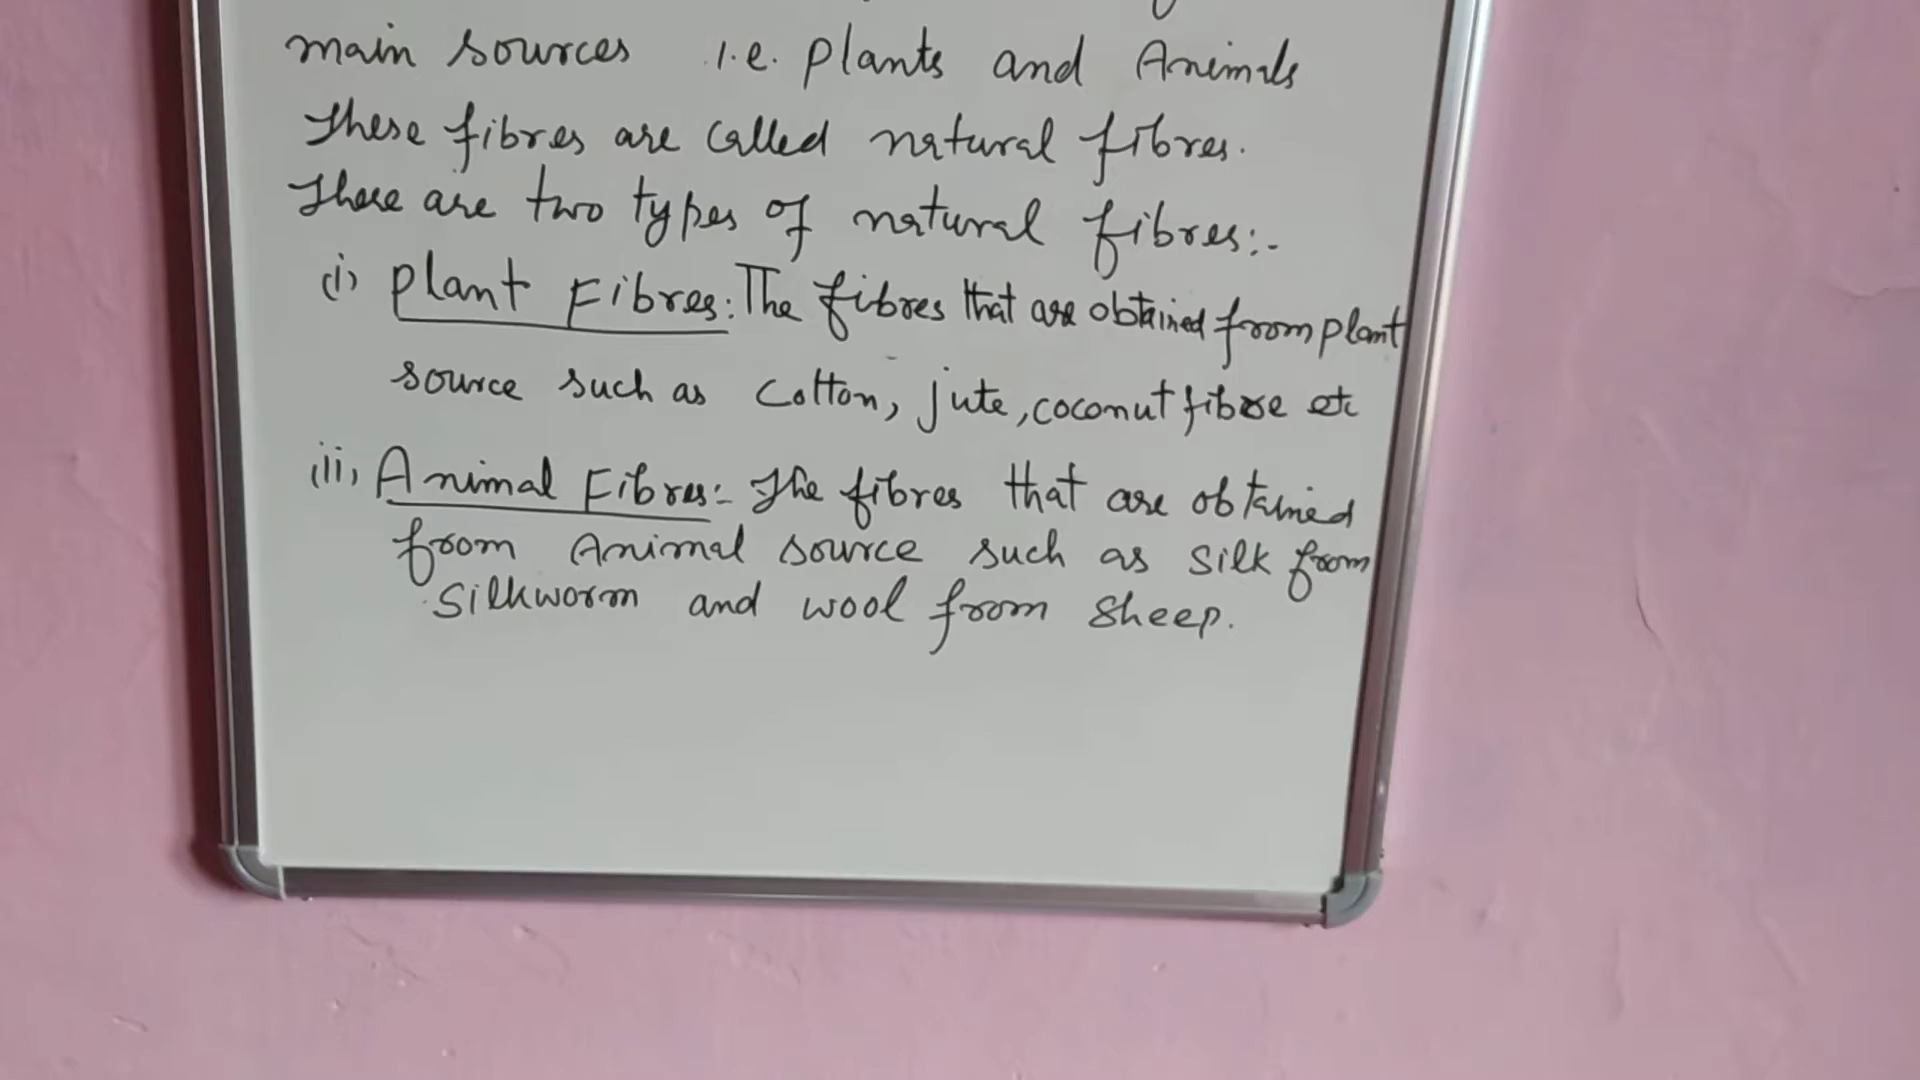 main sources i.e. plants and Animals
These fibres are called natural fibres.
There are two types of natural fibres:-
(i) Plant Fibres: The fibres that are obtained from plant
source such as cotton, jute, coconut fibre etc
(ii) Animal Fibres:- The fibres that are obtained
from Animal source such as silk from
silkworm and wool from sheep.